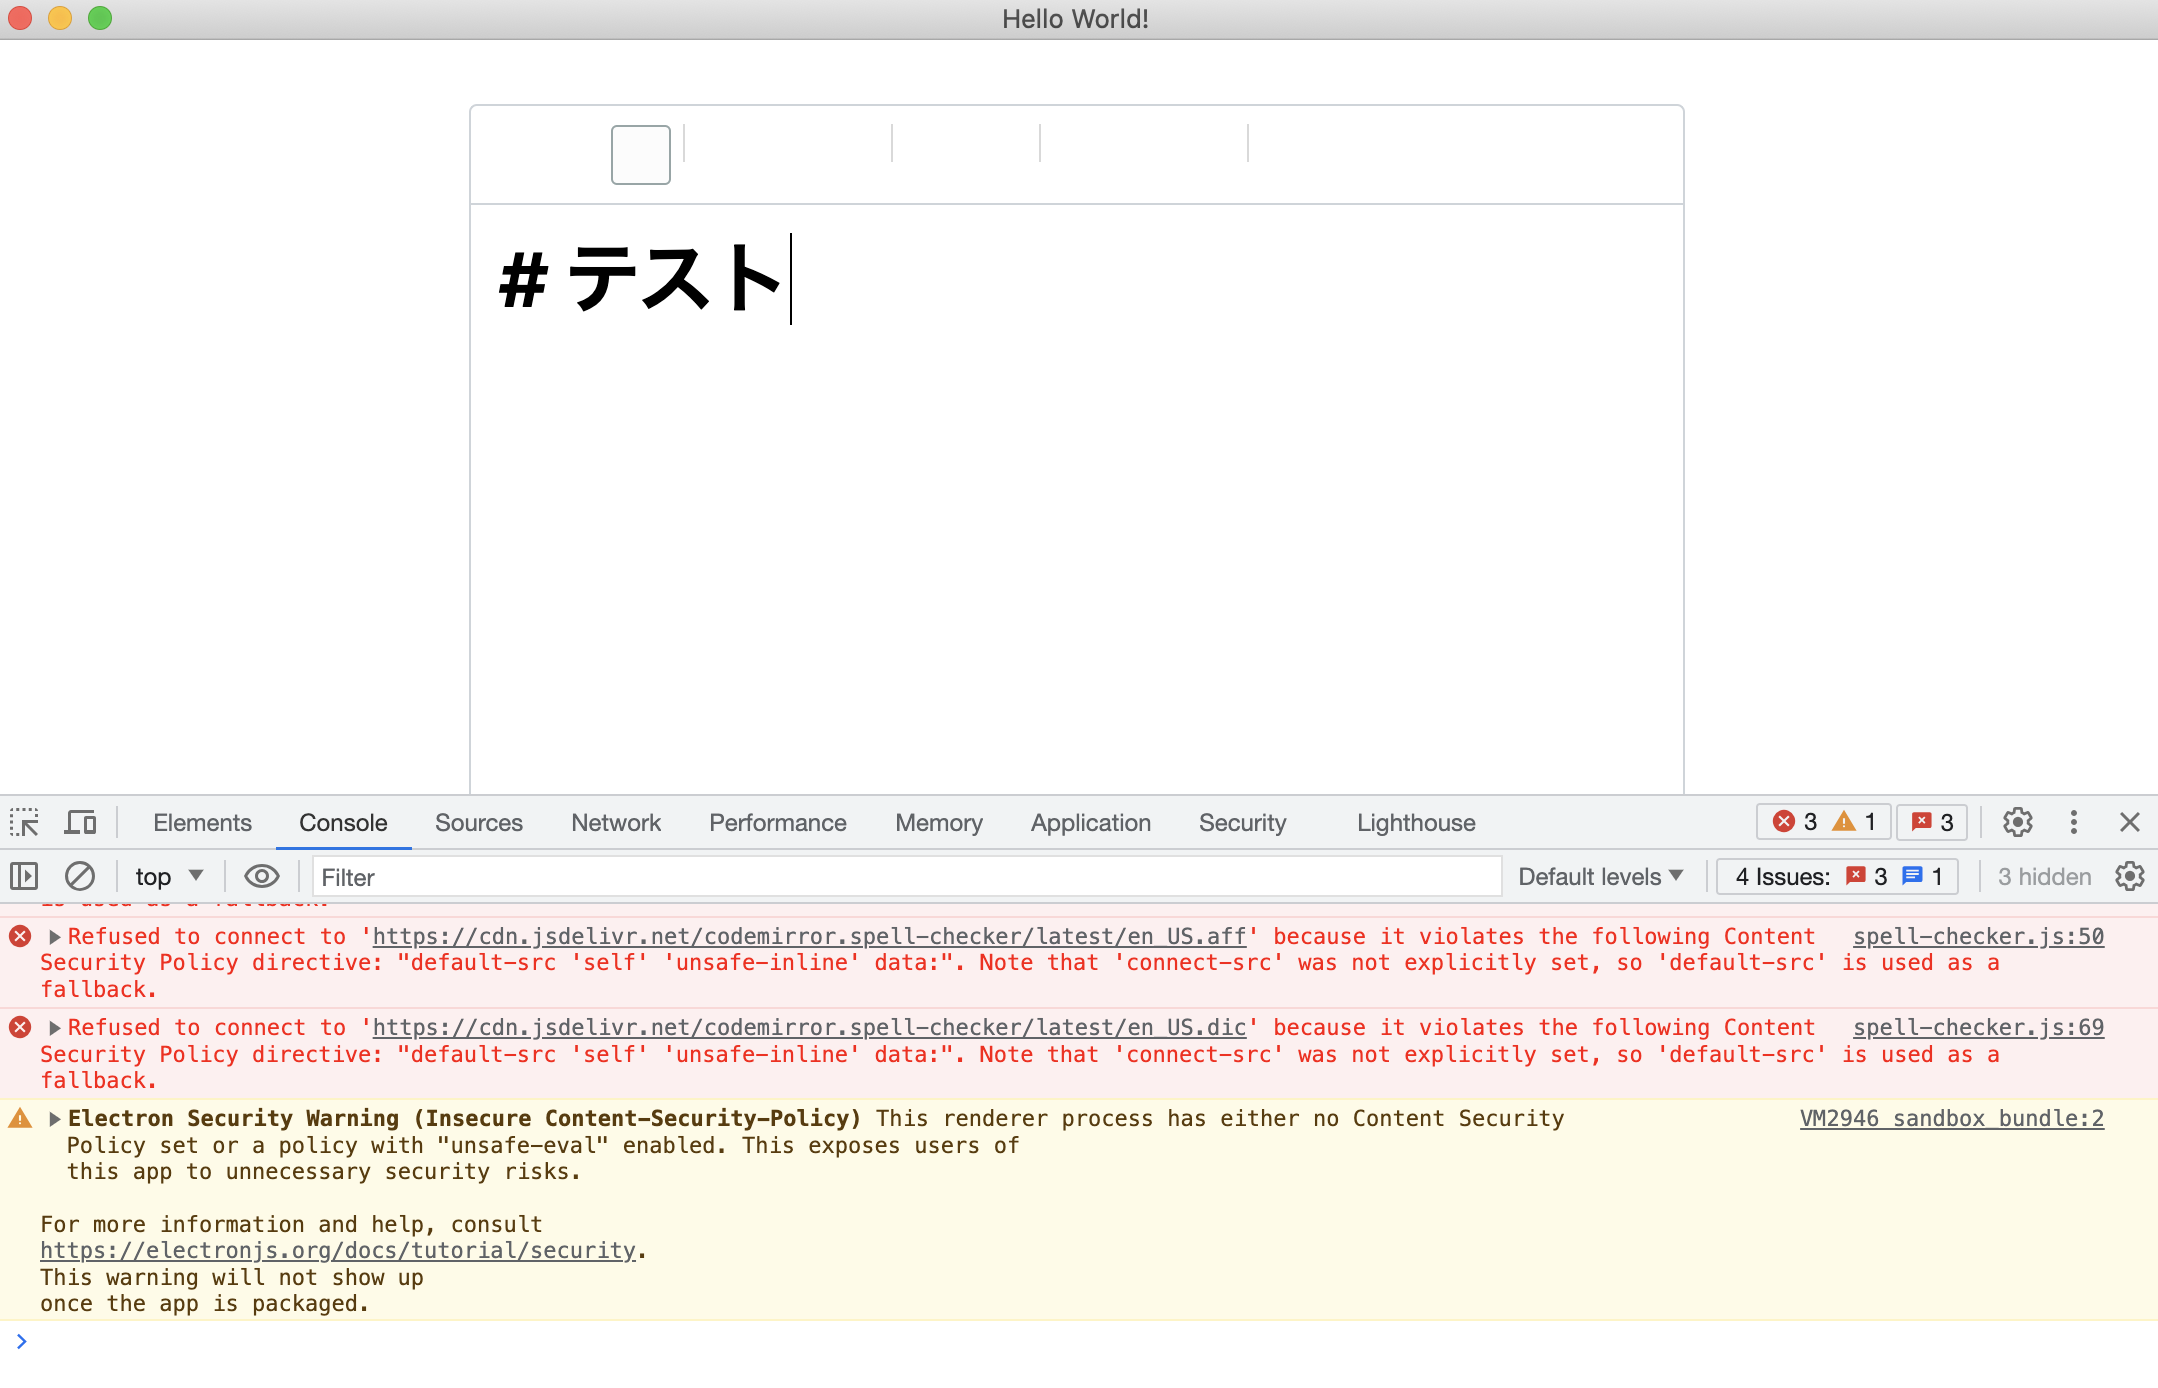 Hello World!
# テスト
Elements Console Sources Network Performance Memory Application Security Lighthouse 3 1 3
top Filter Default levels 4 Issues: 3 1 3 hidden
is used as a fallback.
Refused to connect to 'https://cdn.jsdelivr.net/codemirror.spell-checker/latest/en_US.aff' because it violates the following Content spell-checker.js:50
Security Policy directive: "default-src 'self' 'unsafe-inline' data:". Note that 'connect-src' was not explicitly set, so 'default-src' is used as a
fallback.
Refused to connect to 'https://cdn.jsdelivr.net/codemirror.spell-checker/latest/en_US.dic' because it violates the following Content spell-checker.js:69
Security Policy directive: "default-src 'self' 'unsafe-inline' data:". Note that 'connect-src' was not explicitly set, so 'default-src' is used as a
fallback.
Electron Security Warning (Insecure Content-Security-Policy) This renderer process has either no Content Security VM2946 sandbox_bundle:2
Policy set or a policy with "unsafe-eval" enabled. This exposes users of
this app to unnecessary security risks.
For more information and help, consult
https://electronjs.org/docs/tutorial/security.
This warning will not show up
once the app is packaged.